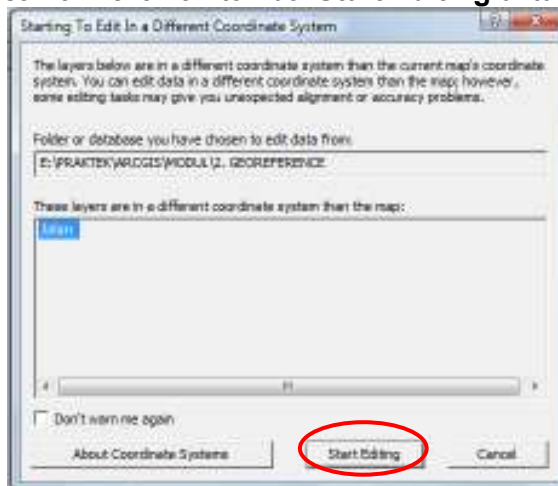 Starting To Edit In a Different Coordinate System
The layers below are in a different coordinate system than the current map's coordinate
system. You can edit data in a different coordinate system than the map; however,
some editing tasks may give you unexpected alignment or accuracy problems.
Folder or database you have chosen to edit data from:
E:\PRAKTEK\ARCGIS\MODUL\2. GEOREFERENCE
These layers are in a different coordinate system than the map:
Don't warn me again
About Coordinate Systems
Start Editing
Cancel